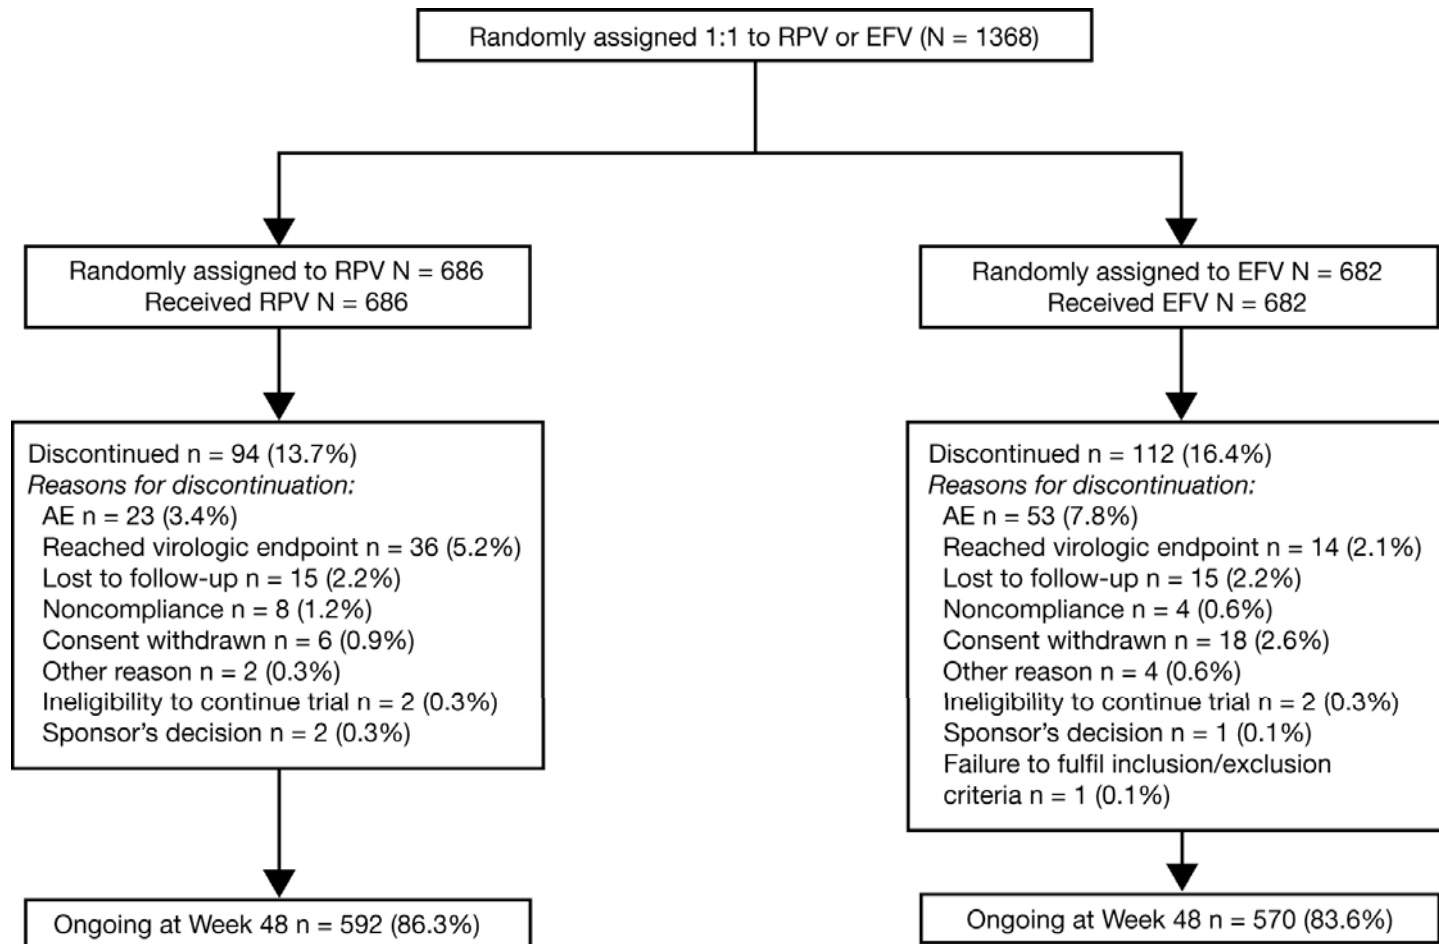 Randomly assigned 1:1 to RPV or EFV (N = 1368)
Randomly assigned to RPV N = 686
Received RPV N = 686
Discontinued n = 94 (13.7%)
Reasons for discontinuation:
AE n = 23 (3.4%)
Reached virologic endpoint n = 36 (5.2%)
Lost to follow-up n = 15 (2.2%)
Noncompliance n = 8 (1.2%)
Consent withdrawn n = 6 (0.9%)
Other reason n = 2 (0.3%)
Ineligibility to continue trial n = 2 (0.3%)
Sponsor's decision n = 2 (0.3%)
Ongoing at Week 48 n = 592 (86.3%)
Randomly assigned to EFV N = 682
Received EFV N = 682
Discontinued n = 112 (16.4%)
Reasons for discontinuation:
AE n = 53 (7.8%)
Reached virologic endpoint n = 14 (2.1%)
Lost to follow-up n = 15 (2.2%)
Noncompliance n = 4 (0.6%)
Consent withdrawn n = 18 (2.6%)
Other reason n = 4 (0.6%)
Ineligibility to continue trial n = 2 (0.3%)
Sponsor's decision n = 1 (0.1%)
Failure to fulfil inclusion/exclusion
criteria n = 1 (0.1%)
Ongoing at Week 48 n = 570 (83.6%)